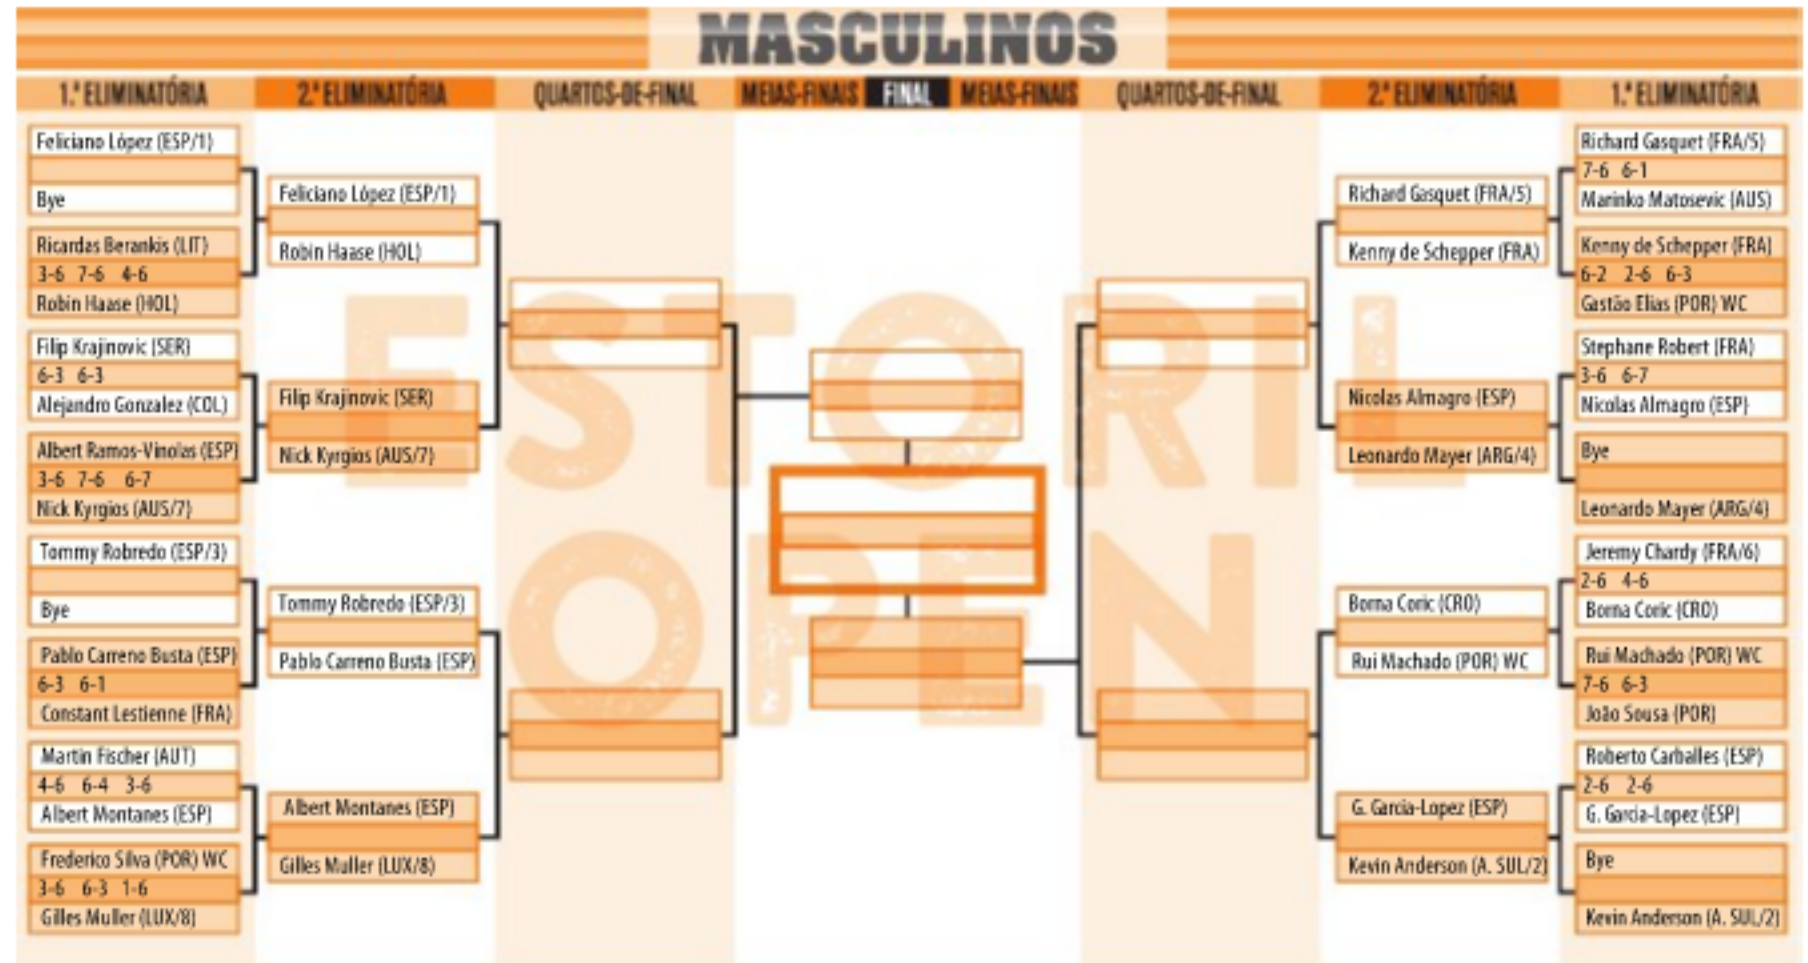 MASCULINOS
1.ª ELIMINATÓRIA
2.ª ELIMINATÓRIA
QUARTOS-DE-FINAL
MEIAS-FINAIS
FINAL
MEIAS-FINAIS
QUARTOS-DE-FINAL
2.ª ELIMINATÓRIA
1.ª ELIMINATÓRIA
Feliciano López (ESP/1)
Bye
Ricardas Berankis (LIT)
3-6 7-6 4-6
Robin Haase (HOL)
Filip Krajinovic (SER)
6-3 6-3
Alejandro Gonzalez (COL)
Albert Ramos-Vinolas (ESP)
3-6 7-6 6-7
Nick Kyrgios (AUS/7)
Tommy Robredo (ESP/3)
Bye
Pablo Carreno Busta (ESP)
6-3 6-1
Constant Lestienne (FRA)
Martin Fischer (AUT)
4-6 6-4 3-6
Albert Montanes (ESP)
Frederico Silva (POR) WC
3-6 6-3 1-6
Gilles Muller (LUX/8)
Feliciano López (ESP/1)
Robin Haase (HOL)
Filip Krajinovic (SER)
Nick Kyrgios (AUS/7)
Tommy Robredo (ESP/3)
Pablo Carreno Busta (ESP)
Albert Montanes (ESP)
Gilles Muller (LUX/8)
ESTORIL
OPEN
Richard Gasquet (FRA/5)
Kenny de Schepper (FRA)
Nicolas Almagro (ESP)
Leonardo Mayer (ARG/4)
Borna Coric (CRO)
Rui Machado (POR) WC
G. Garcia-Lopez (ESP)
Kevin Anderson (A. SUL/2)
Richard Gasquet (FRA/5)
7-6 6-1
Marinko Matosevic (AUS)
Kenny de Schepper (FRA)
6-2 2-6 6-3
Gastão Elias (POR) WC
Stephane Robert (FRA)
3-6 6-7
Nicolas Almagro (ESP)
Bye
Leonardo Mayer (ARG/4)
Jeremy Chardy (FRA/6)
2-6 4-6
Borna Coric (CRO)
Rui Machado (POR) WC
7-6 6-3
João Sousa (POR)
Roberto Carballes (ESP)
2-6 2-6
G. Garcia-Lopez (ESP)
Bye
Kevin Anderson (A. SUL/2)